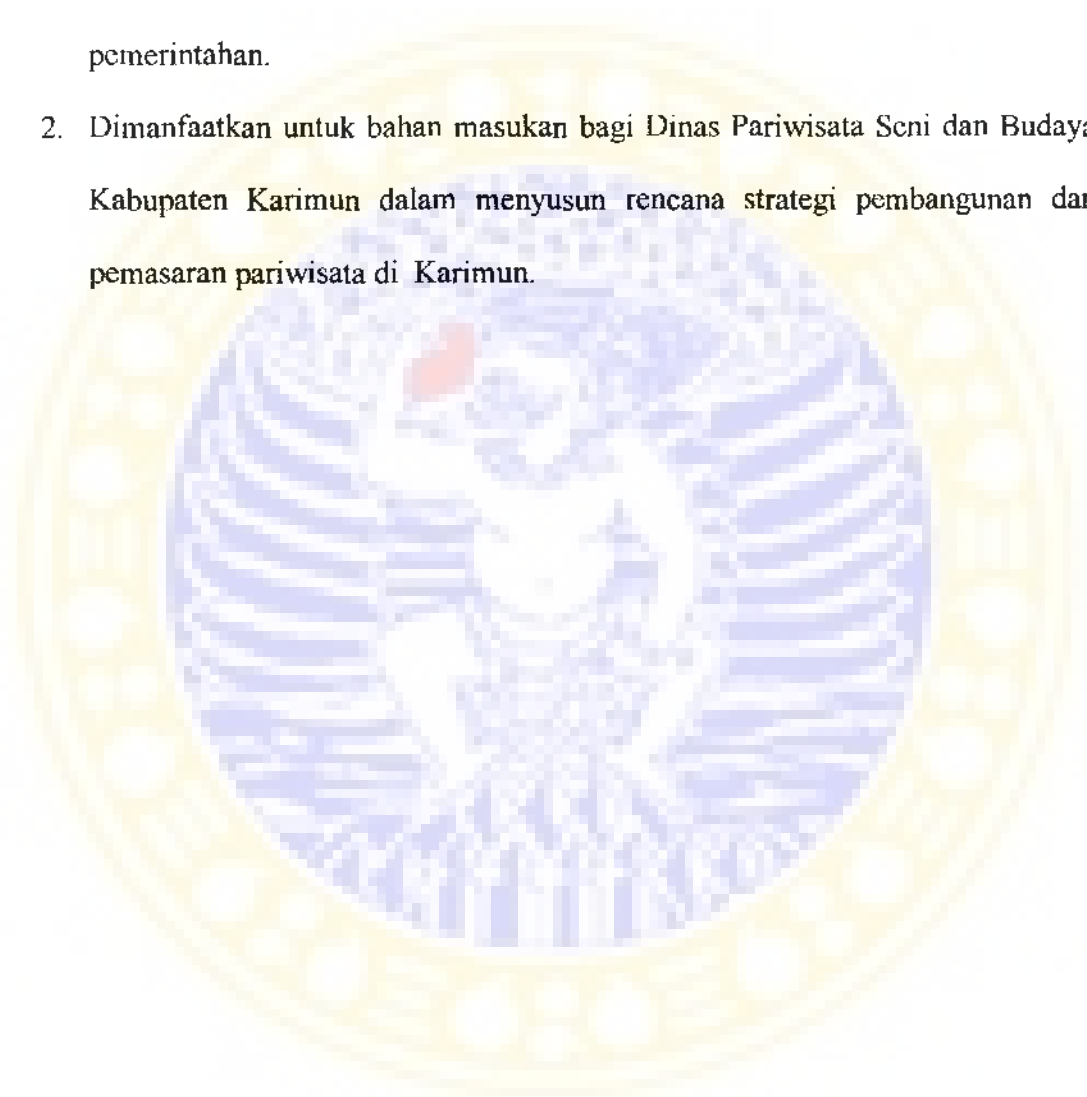 pemerintahan.
2. Dimanfaatkan untuk bahan masukan bagi Dinas Pariwisata Seni dan Budaya
Kabupaten Karimun dalam menyusun rencana strategi pembangunan dan
pemasaran pariwisata di Karimun.